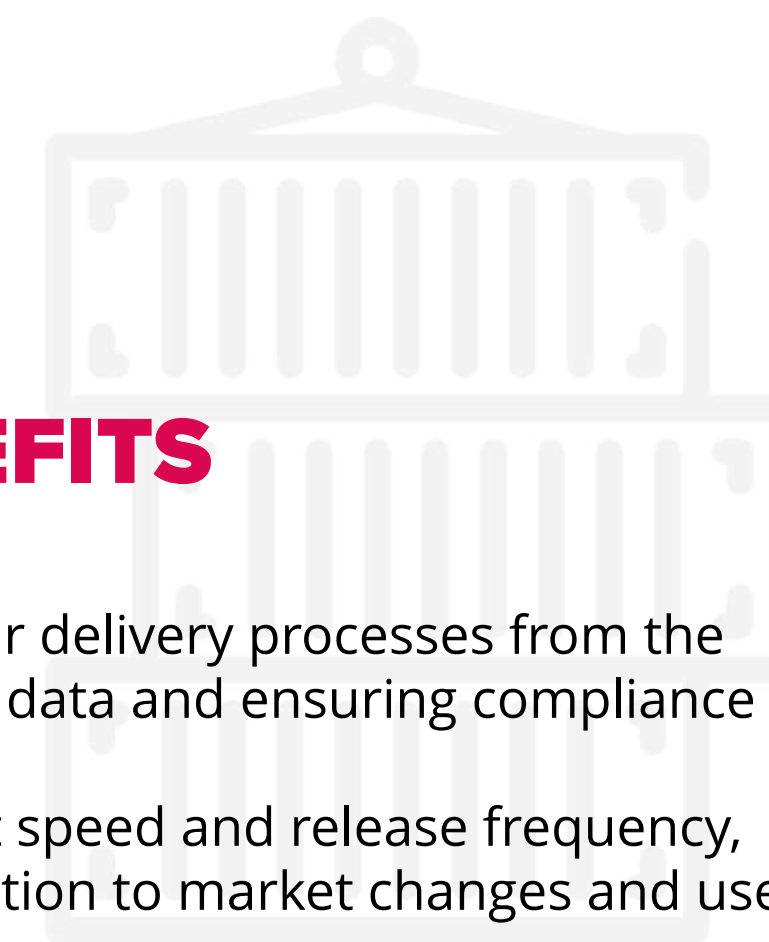 EFITS
r delivery processes from the
data and ensuring compliance
t speed and release frequency,
tion to market changes and use